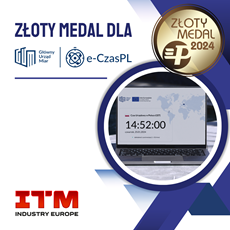 ZŁOTY MEDAL DLA
Główny
Urząd
Miar
e-CzasPL
ZŁOTY
MEDAL
2024
14:52:00
ITM
INDUSTRY EUROPE